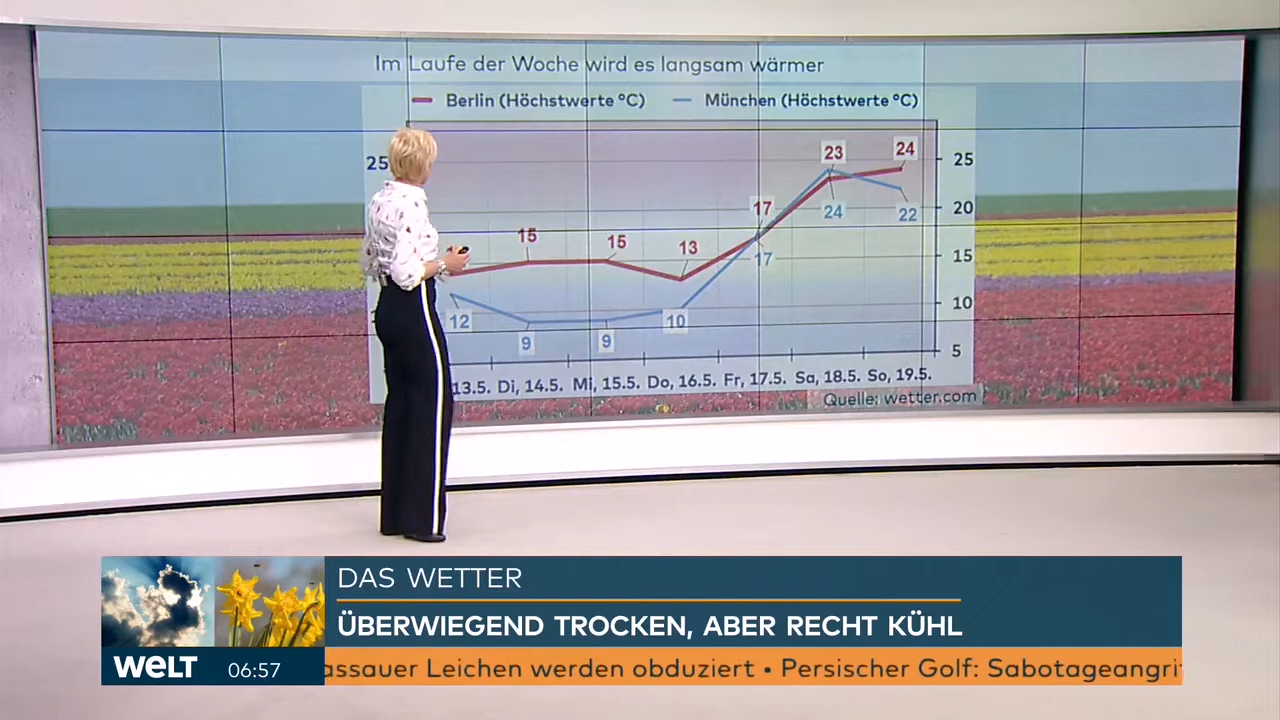 Im Laufe der Woche wird es langsam wärmer
Berlin (Höchstwerte °C) München (Höchstwerte °C)
25
25
20
15
10
5
15
15
13
17
23
24
12
9
9
10
17
24
22
13.5. Di, 14.5. Mi, 15.5. Do, 16.5. Fr, 17.5. Sa, 18.5. So, 19.5.
Quelle: wetter.com
DAS WETTER
ÜBERWIEGEND TROCKEN, ABER RECHT KÜHL
welt 06:57
assauer Leichen werden obduziert • Persischer Golf: Sabotageangri